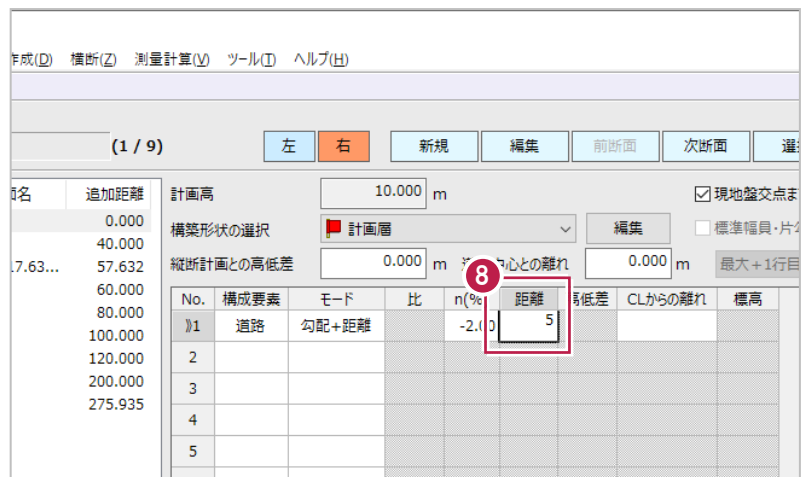 作成(D) 横断(Z) 測量計算(V) ツール(T) ヘルプ(H)
(1 / 9) 左 右 新規 編集 前断面 次断面
追加距離 計画高 10.000 m 現地盤交点ま
0.000 構築形状の選択 計画層 編集 標準幅員・片
40.000
17.63... 57.632 縦断計画との高低差 0.000 m 中心との離れ 0.000 m 最大+1行目
8
60.000 No. 構成要素 モード 比 n(% 距離 高低差 CLからの離れ 標高
80.000 1 道路 勾配+距離 -2.00 5
100.000
120.000 2
200.000 3
275.935 4
5